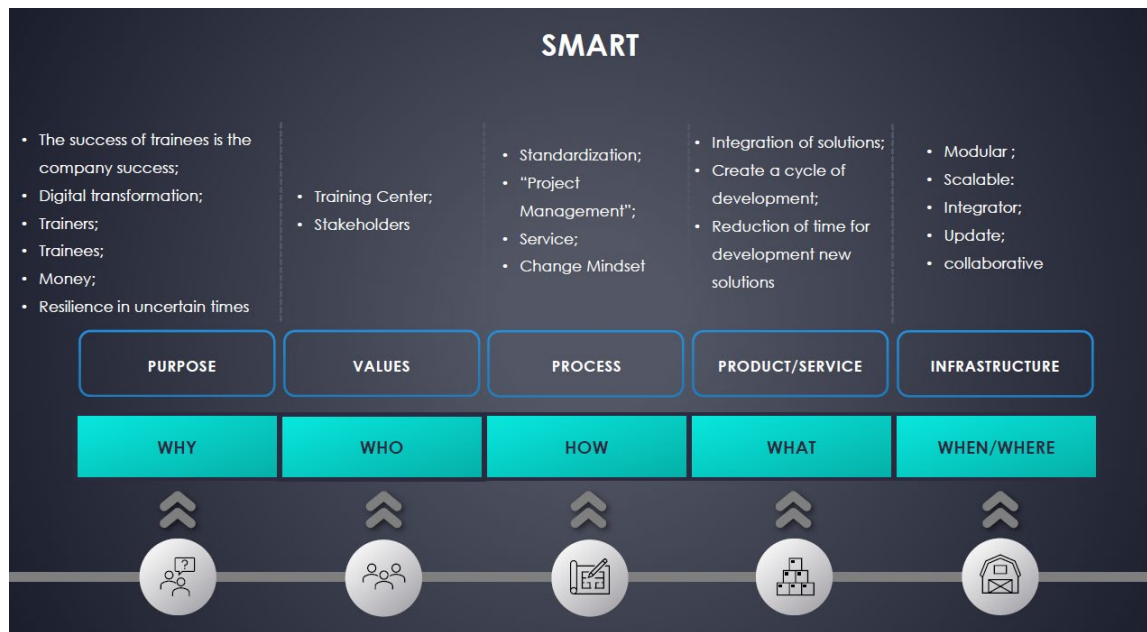 SMART
• The success of trainees is the
company success;
• Digital transformation;
• Trainers;
• Trainees;
• Money;
• Resilience in uncertain times
• Training Center;
• Stakeholders
• Standardization;
• “Project
Management”;
• Service;
• Change Mindset
• Integration of solutions;
• Create a cycle of
development;
• Reduction of time for
development new
solutions
• Modular ;
• Scalable:
• Integrator;
• Update;
• collaborative
PURPOSE
VALUES
PROCESS
PRODUCT/SERVICE
INFRASTRUCTURE
WHY
WHO
HOW
WHAT
WHEN/WHERE
?